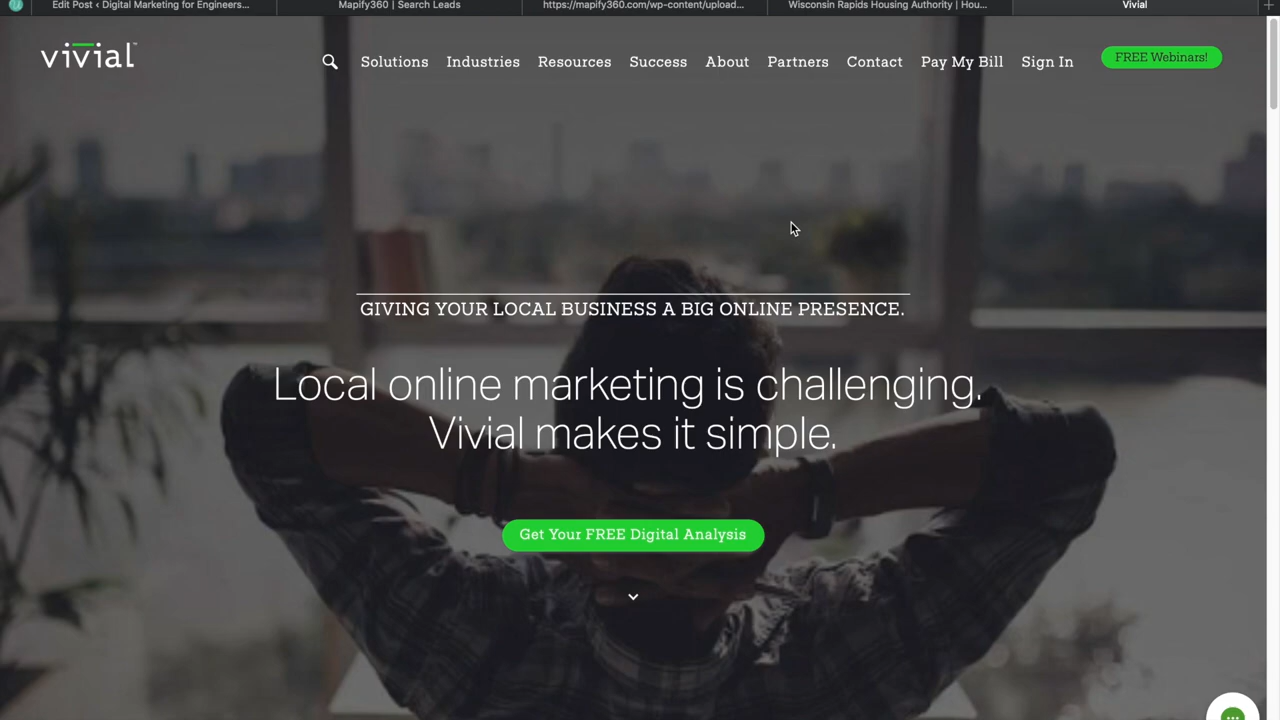 Edit Post ‹ Digital Marketing for Engineers...
Mapify360 | Search Leads
https://mapify360.com/wp-content/upload...
Wisconsin Rapids Housing Authority | Hou...
Vivial
vivial™
Solutions
Industries
Resources
Success
About
Partners
Contact
Pay My Bill
Sign In
FREE Webinars!
GIVING YOUR LOCAL BUSINESS A BIG ONLINE PRESENCE.
Local online marketing is challenging.
Vivial makes it simple.
Get Your FREE Digital Analysis